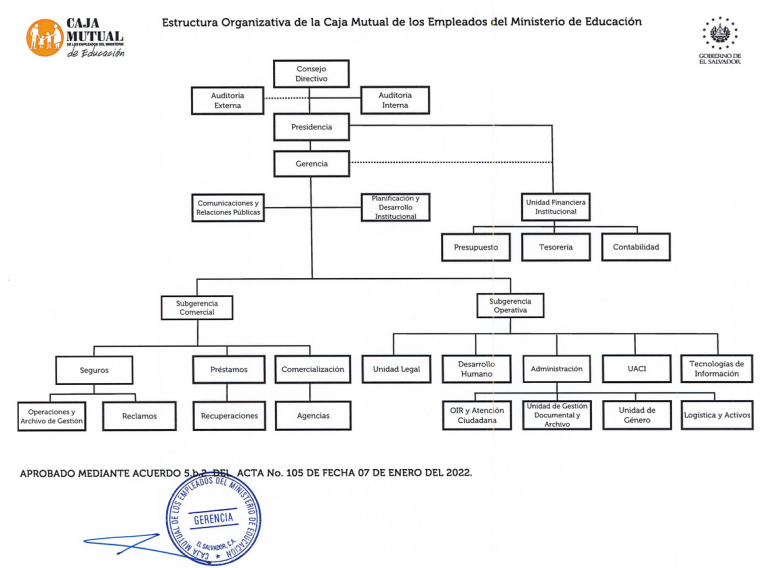 CAJA
MUTUAL
DE LOS EMPLEADOS DEL MINISTERIO
de Educación
Estructura Organizativa de la Caja Mutual de los Empleados del Ministerio de Educación
GOBIERNO DE
EL SALVADOR
Consejo
Directivo
Auditoría
Externa
Auditoría
Interna
Presidencia
Gerencia
Comunicaciones y
Relaciones Públicas
Planificación y
Desarrollo
Institucional
Unidad Financiera
Institucional
Presupuesto
Tesorería
Contabilidad
Subgerencia
Comercial
Subgerencia
Operativa
Seguros
Préstamos
Comercialización
Unidad Legal
Desarrollo
Humano
Administración
UACI
Tecnologías de
Información
Operaciones y
Archivo de Gestión
Reclamos
Recuperaciones
Agencias
OIR y Atención
Ciudadana
Unidad de Gestión
Documental y
Archivo
Unidad de
Género
Logística y Activos
APROBADO MEDIANTE ACUERDO 5.b.2. DEL ACTA No. 105 DE FECHA 07 DE ENERO DEL 2022.
CAJA MUTUAL DE LOS EMPLEADOS DEL MINISTERIO DE EDUCACION
GERENCIA
EL SALVADOR, C.A.